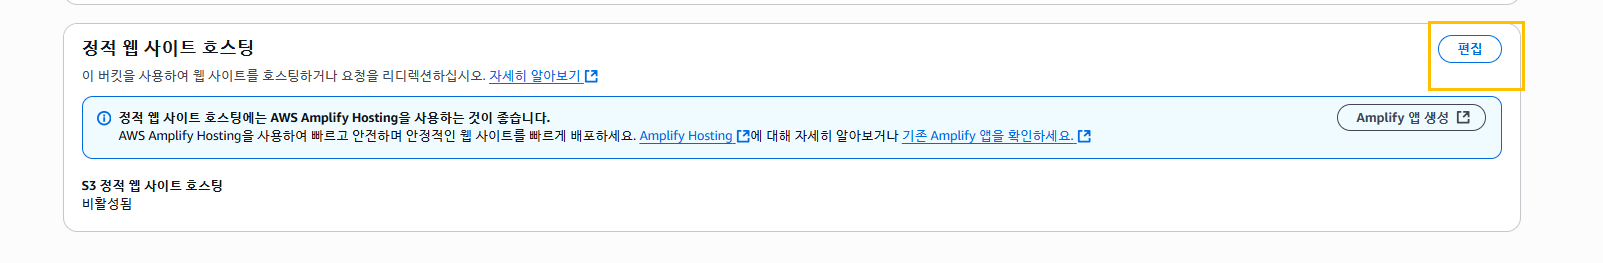 정적 웹 사이트 호스팅
편집
이 버킷을 사용하여 웹 사이트를 호스팅하거나 요청을 리디렉션하십시오. 자세히 알아보기
정적 웹 사이트 호스팅에는 AWS Amplify Hosting을 사용하는 것이 좋습니다.
AWS Amplify Hosting을 사용하여 빠르고 안전하며 안정적인 웹 사이트를 빠르게 배포하세요. Amplify Hosting에 대해 자세히 알아보거나 기존 Amplify 앱을 확인하세요.
Amplify 앱 생성
S3 정적 웹 사이트 호스팅
비활성됨